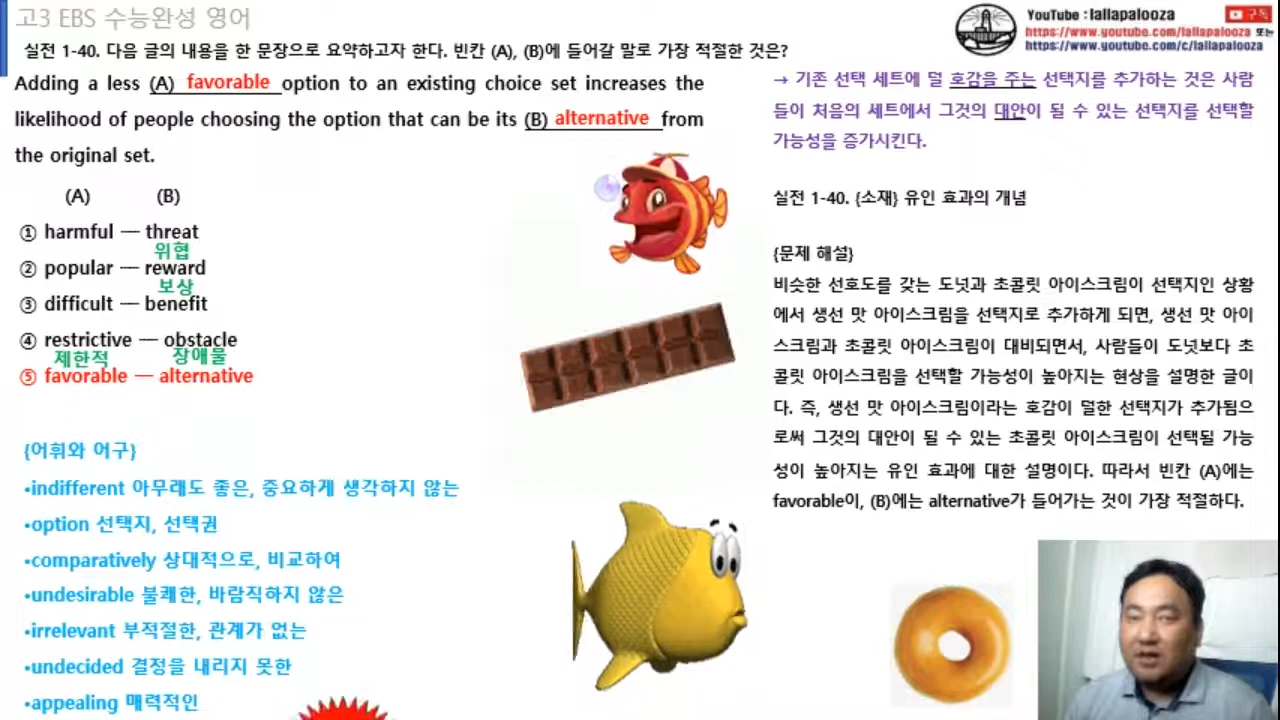 고3 EBS 수능완성 영어
YouTube : lallapalooza
구독
https://www.youtube.com/lallapalooza 또는
https://www.youtube.com/c/lallapalooza
실전 1-40. 다음 글의 내용을 한 문장으로 요약하고자 한다. 빈칸 (A), (B)에 들어갈 말로 가장 적절한 것은?
Adding a less (A) favorable option to an existing choice set increases the
likelihood of people choosing the option that can be its (B) alternative from
the original set.
(A) (B)
① harmful — threat
위협
② popular — reward
보상
③ difficult — benefit
④ restrictive — obstacle
제한적 장애물
⑤ favorable — alternative
{어휘와 어구}
•indifferent 아무래도 좋은, 중요하게 생각하지 않는
•option 선택지, 선택권
•comparatively 상대적으로, 비교하여
•undesirable 불쾌한, 바람직하지 않은
•irrelevant 부적절한, 관계가 없는
•undecided 결정을 내리지 못한
•appealing 매력적인
→ 기존 선택 세트에 덜 호감을 주는 선택지를 추가하는 것은 사람
들이 처음의 세트에서 그것의 대안이 될 수 있는 선택지를 선택할
가능성을 증가시킨다.
실전 1-40. {소재} 유인 효과의 개념
{문제 해설}
비슷한 선호도를 갖는 도넛과 초콜릿 아이스크림이 선택지인 상황
에서 생선 맛 아이스크림을 선택지로 추가하게 되면, 생선 맛 아이
스크림과 초콜릿 아이스크림이 대비되면서, 사람들이 도넛보다 초
콜릿 아이스크림을 선택할 가능성이 높아지는 현상을 설명한 글이
다. 즉, 생선 맛 아이스크림이라는 호감이 덜한 선택지가 추가됨으
로써 그것의 대안이 될 수 있는 초콜릿 아이스크림이 선택될 가능
성이 높아지는 유인 효과에 대한 설명이다. 따라서 빈칸 (A)에는
favorable이, (B)에는 alternative가 들어가는 것이 가장 적절하다.